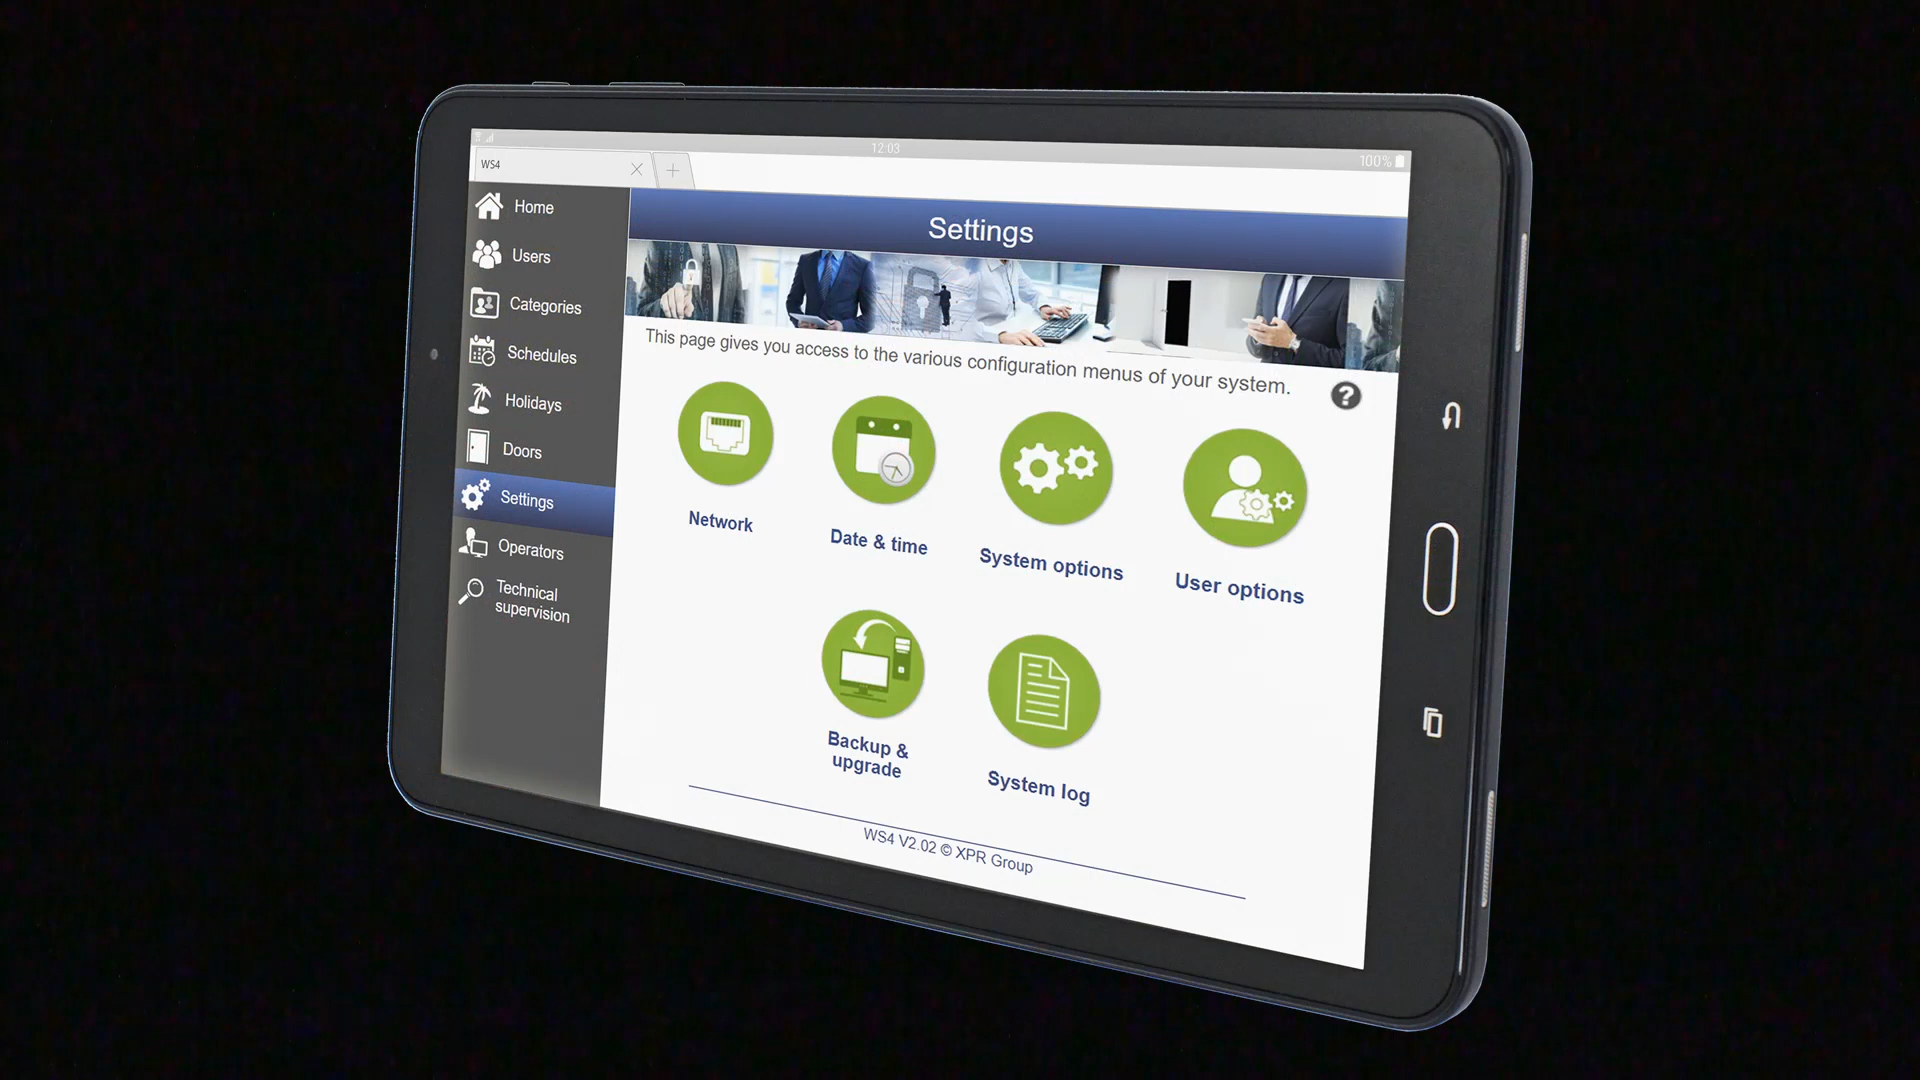 12:03
100%
WS4
Home
Users
Categories
Schedules
Holidays
Doors
Settings
Operators
Technical
supervision
Settings
This page gives you access to the various configuration menus of your system.
?
Network
Date & time
System options
User options
Backup &
upgrade
System log
WS4 V2.02 © XPR Group